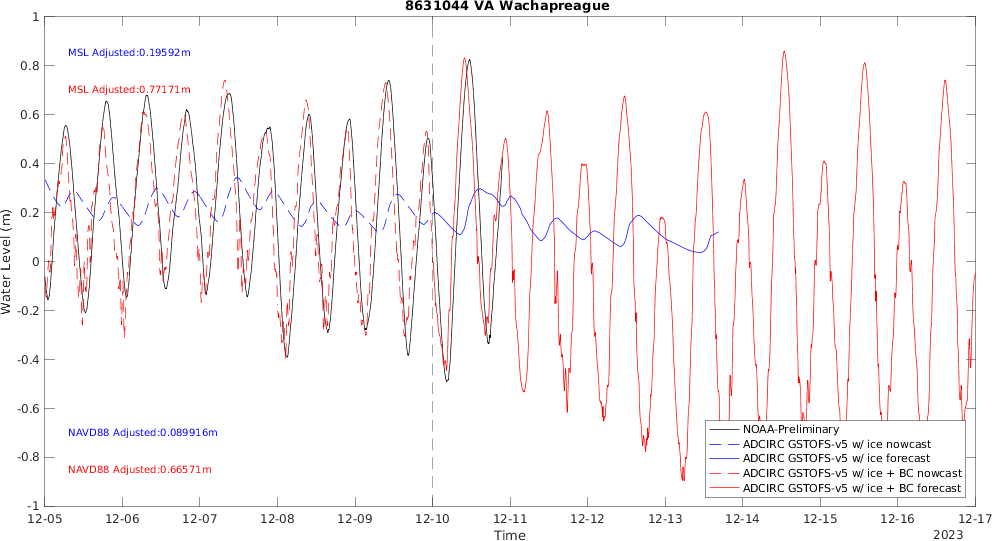 8631044 VA Wachapreague
1
0.8
0.6
0.4
0.2
0
-0.2
-0.4
-0.6
-0.8
-1
Water Level (m)
MSL Adjusted:0.19592m
MSL Adjusted:0.77171m
NAVD88 Adjusted:0.089916m
NAVD88 Adjusted:0.66571m
NOAA-Preliminary
ADCIRC GSTOFS-v5 w/ ice nowcast
ADCIRC GSTOFS-v5 w/ ice forecast
ADCIRC GSTOFS-v5 w/ ice + BC nowcast
ADCIRC GSTOFS-v5 w/ ice + BC forecast
12-05 12-06 12-07 12-08 12-09 12-10 12-11 12-12 12-13 12-14 12-15 12-16 12-17
Time
2023